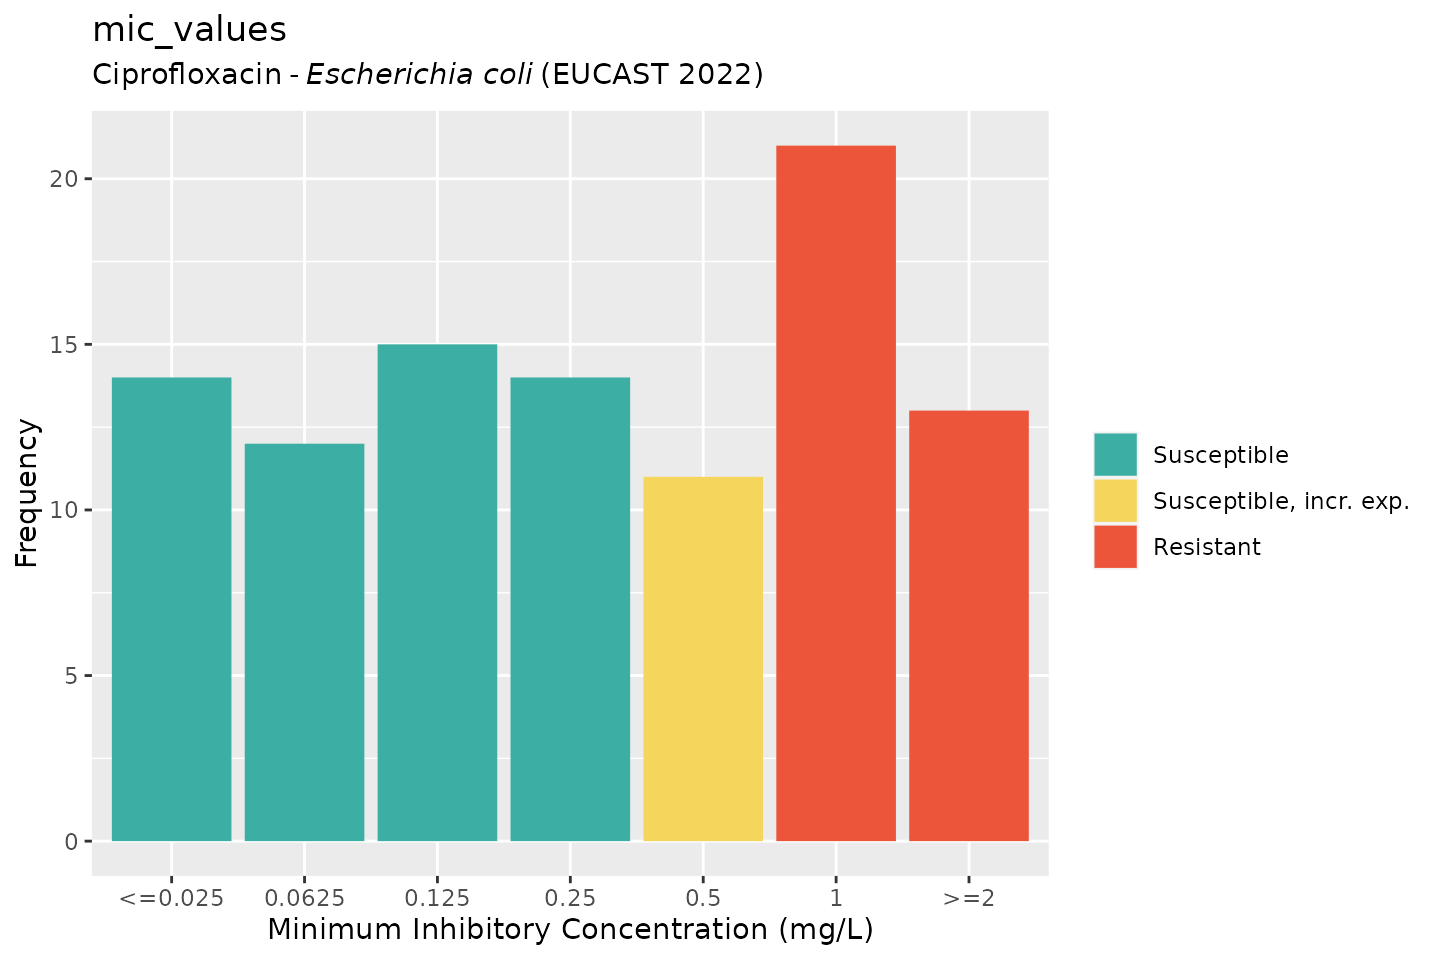 mic_values
Ciprofloxacin - Escherichia coli (EUCAST 2022)
Frequency
20
15
10
5
0
<=0.025 0.0625 0.125 0.25 0.5 1 >=2
Minimum Inhibitory Concentration (mg/L)
Susceptible
Susceptible, incr. exp.
Resistant